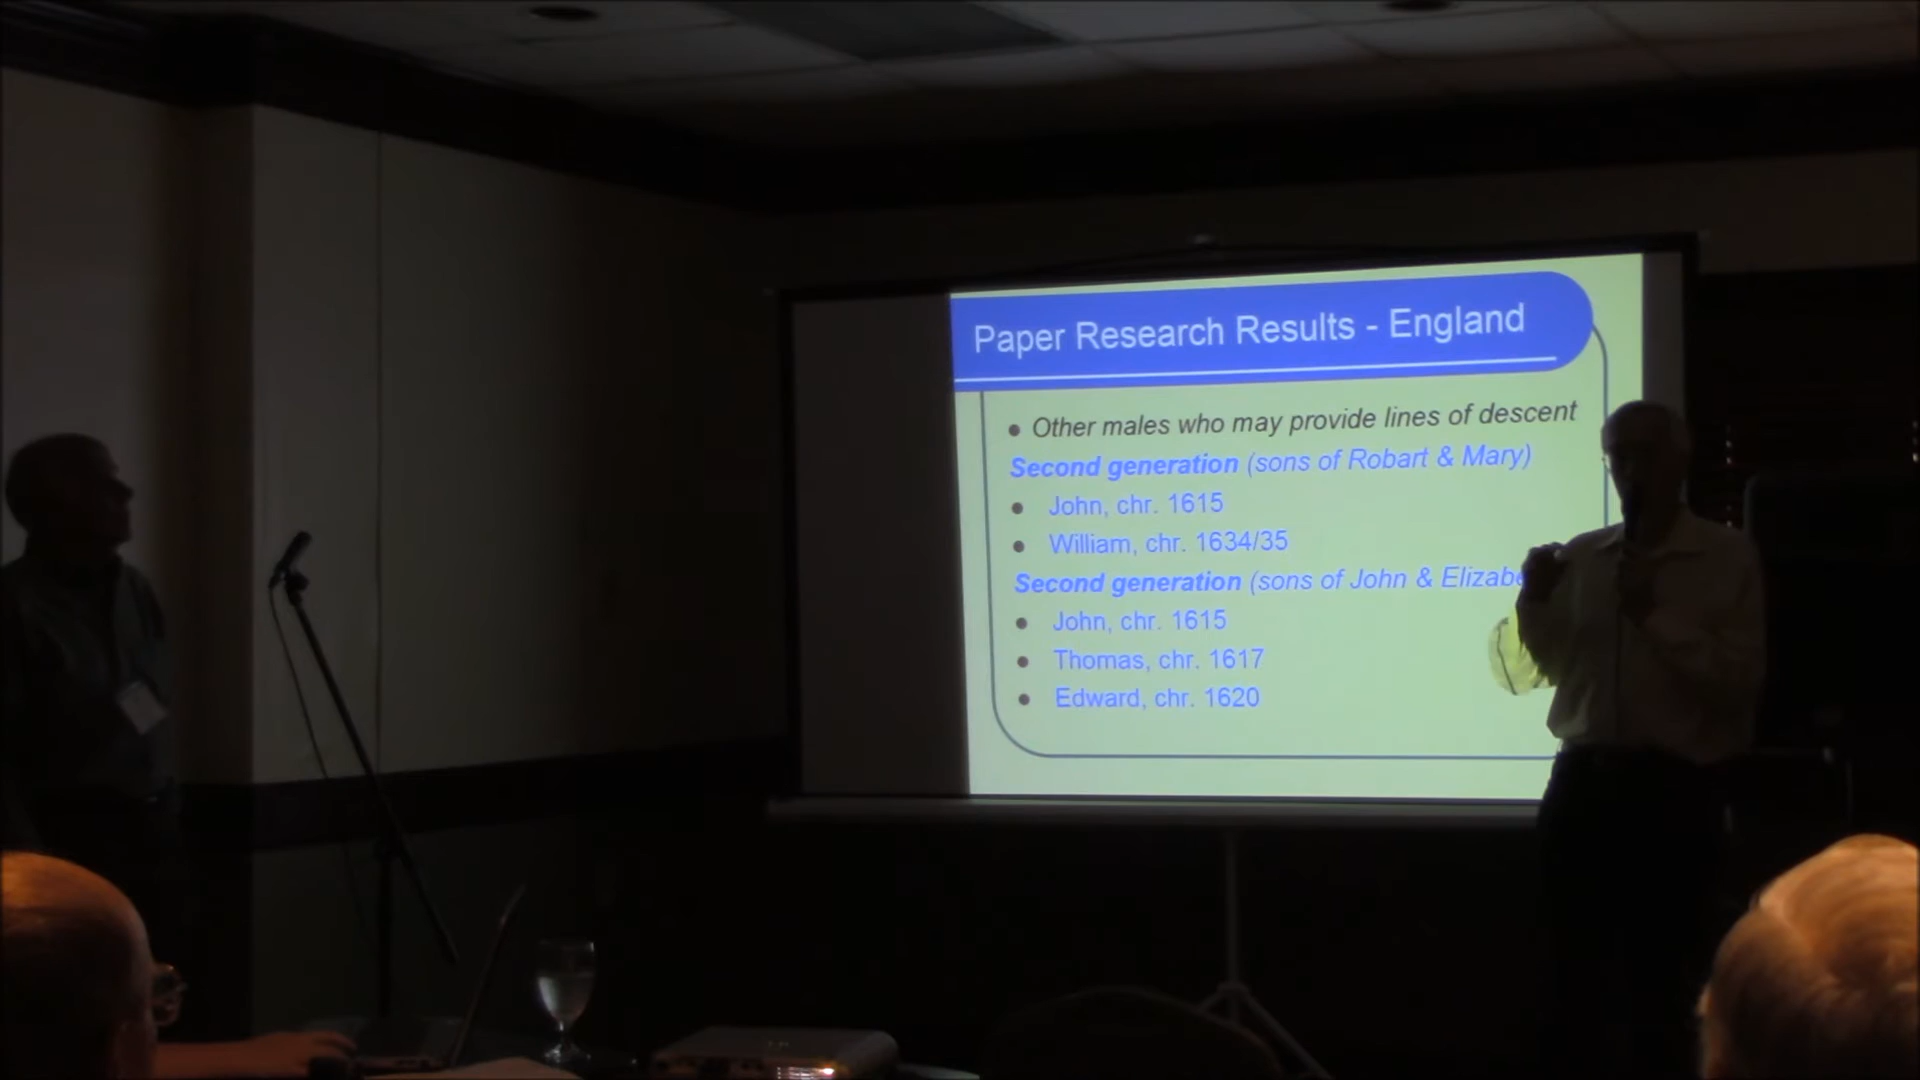 Paper Research Results - England
• Other males who may provide lines of descent
Second generation (sons of Robart & Mary)
• John, chr. 1615
• William, chr. 1634/35
Second generation (sons of John & Elizabe
• John, chr. 1615
• Thomas, chr. 1617
• Edward, chr. 1620